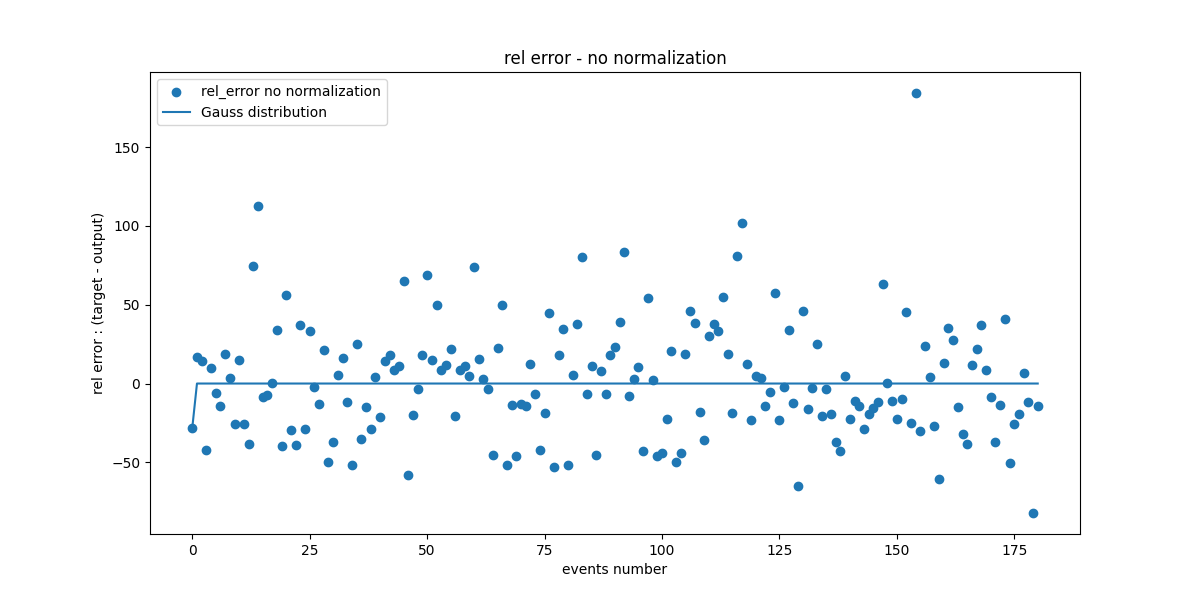 rel error - no normalization
rel_error no normalization
Gauss distribution
rel error : (target - output)
150
100
50
0
−50
0 25 50 75 100 125 150 175
events number